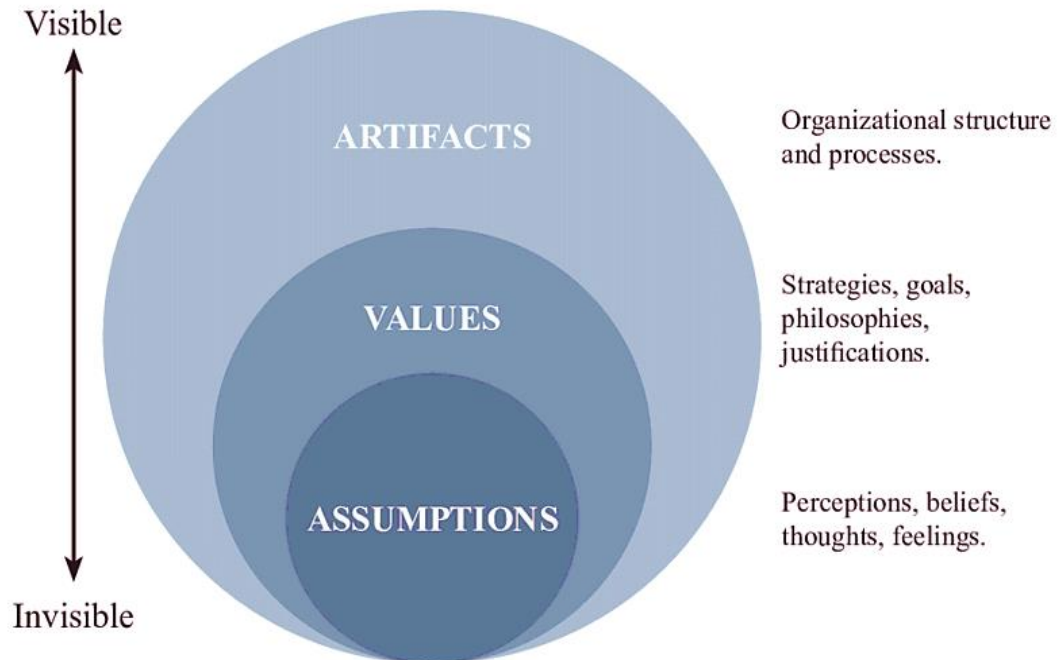 Visible
ARTIFACTS
Organizational structure
and processes.
VALUES
Strategies, goals,
philosophies,
justifications.
ASSUMPTIONS
Perceptions, beliefs,
thoughts, feelings.
Invisible